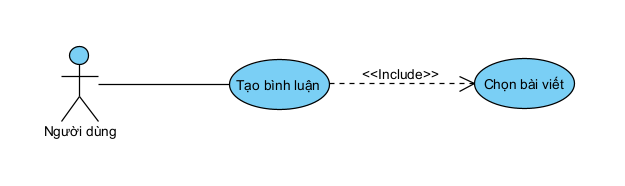 <<Include>>
Tạo bình luận
Chọn bài viết
Người dùng